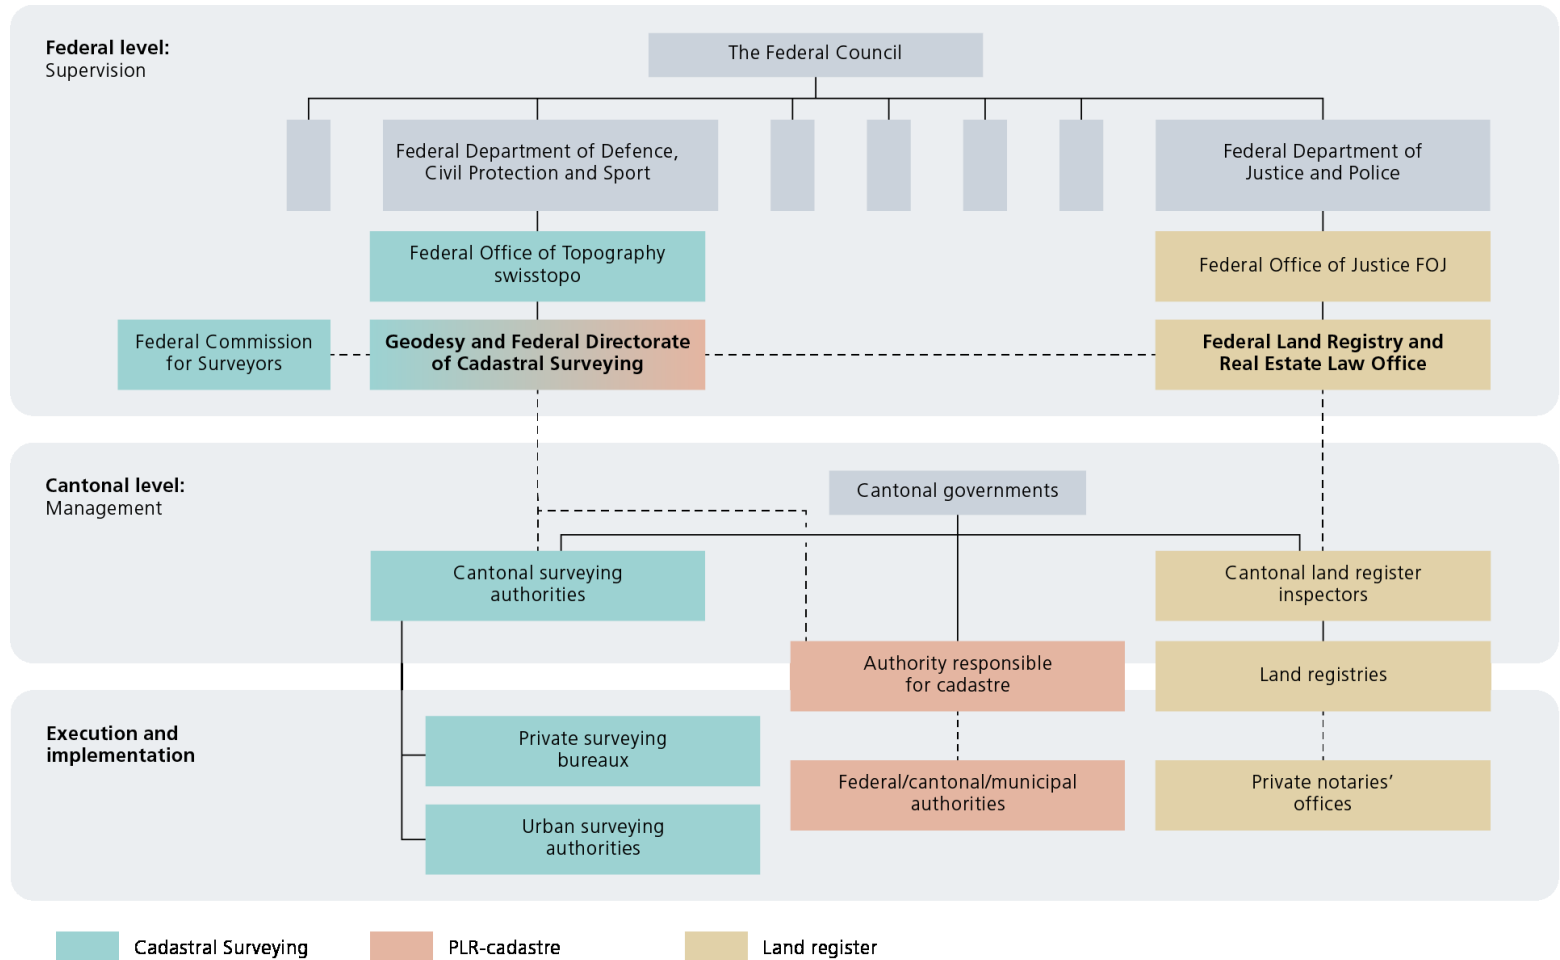 Federal level:
Supervision
The Federal Council
Federal Department of Defence,
Civil Protection and Sport
Federal Department of
Justice and Police
Federal Office of Topography
swisstopo
Federal Office of Justice FOJ
Federal Commission
for Surveyors
Geodesy and Federal Directorate
of Cadastral Surveying
Federal Land Registry and
Real Estate Law Office
Cantonal level:
Management
Cantonal governments
Cantonal surveying
authorities
Cantonal land register
inspectors
Authority responsible
for cadastre
Land registries
Execution and
implementation
Private surveying
bureaux
Federal/cantonal/municipal
authorities
Private notaries’
offices
Urban surveying
authorities
Cadastral Surveying
PLR-cadastre
Land register